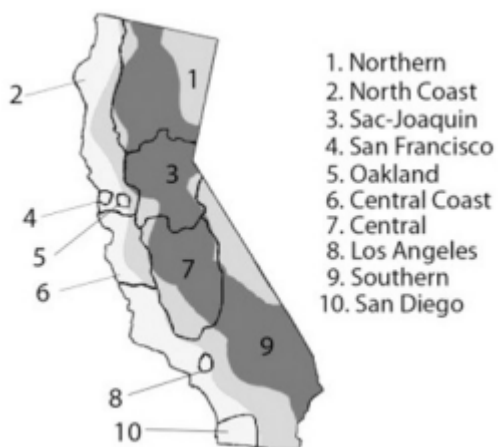 1
2
3
4
5
6
7
8
9
10
1. Northern
2. North Coast
3. Sac-Joaquin
4. San Francisco
5. Oakland
6. Central Coast
7. Central
8. Los Angeles
9. Southern
10. San Diego